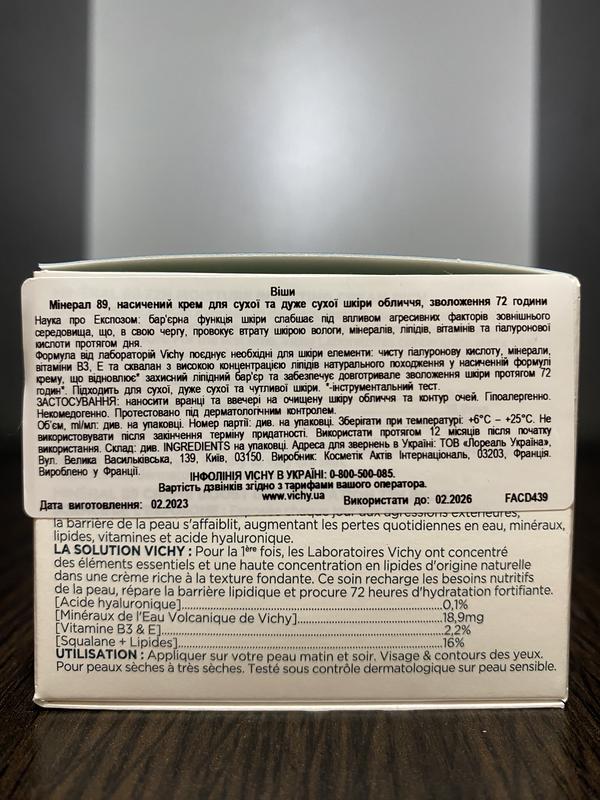 Віши
Мінерал 89, насичений крем для сухої та дуже сухої шкіри обличчя, зволоження 72 години
Наука про Експозом: бар'єрна функція шкіри слабшає під впливом агресивних факторів зовнішнього
середовища, що, в свою чергу, провокує втрату шкірою вологи, мінералів, ліпідів, вітамінів та гіалуронової
кислоти протягом дня.
Формула від лабораторій Vichy поєднує необхідні для шкіри елементи: чисту гіалуронову кислоту, мінерали,
вітаміни В3, Е та сквалан з високою концентрацією ліпідів натурального походження у насиченій формулі
крему, що відновлює* захисний ліпідний бар'єр та забезпечує довготривале зволоження шкіри протягом 72
годин*. Підходить для сухої, дуже сухої та чутливої шкіри. *-інструментальний тест.
ЗАСТОСУВАННЯ: наносити вранці та ввечері на очищену шкіру обличчя та контур очей. Гіпоалергенно.
Некомедогенно. Протестовано під дерматологічним контролем.
Об'єм, ml/мл: див. на упаковці. Номер партії: див. на упаковці. Зберігати при температурі: +6°C – +25°C. Не
використовувати після закінчення терміну придатності. Використати протягом 12 місяців після початку
використання. Склад: див. INGREDIENTS на упаковці. Адреса для звернень в Україні: ТОВ «Лореаль Україна»,
Вул. Велика Васильківська, 139, Київ, 03150. Виробник: Косметік Актів Інтернаціональ, 03203, Франція.
Вироблено у Франції.
ІНФОЛІНІЯ VICHY В УКРАЇНІ: 0-800-500-085.
Вартість дзвінків згідно з тарифами вашого оператора.
www.vichy.ua
Дата виготовлення: 02.2023 Використати до: 02.2026 FACD439
jour aux agressions extérieures,
la barrière de la peau s'affaiblit, augmentant les pertes quotidiennes en eau, minéraux,
lipides, vitamines et acide hyaluronique.
LA SOLUTION VICHY : Pour la 1ère fois, les Laboratoires Vichy ont concentré
des éléments essentiels et une haute concentration en lipides d'origine naturelle
dans une crème riche à la texture fondante. Ce soin recharge les besoins nutritifs
de la peau, répare la barrière lipidique et procure 72 heures d'hydratation fortifiante.
[Acide hyaluronique]..........0,1%
[Minéraux de l'Eau Volcanique de Vichy]..........18,9mg
[Vitamine B3 & E]..........2,2%
[Squalane + Lipides]..........16%
UTILISATION : Appliquer sur votre peau matin et soir. Visage & contours des yeux.
Pour peaux sèches à très sèches. Testé sous contrôle dermatologique sur peau sensible.